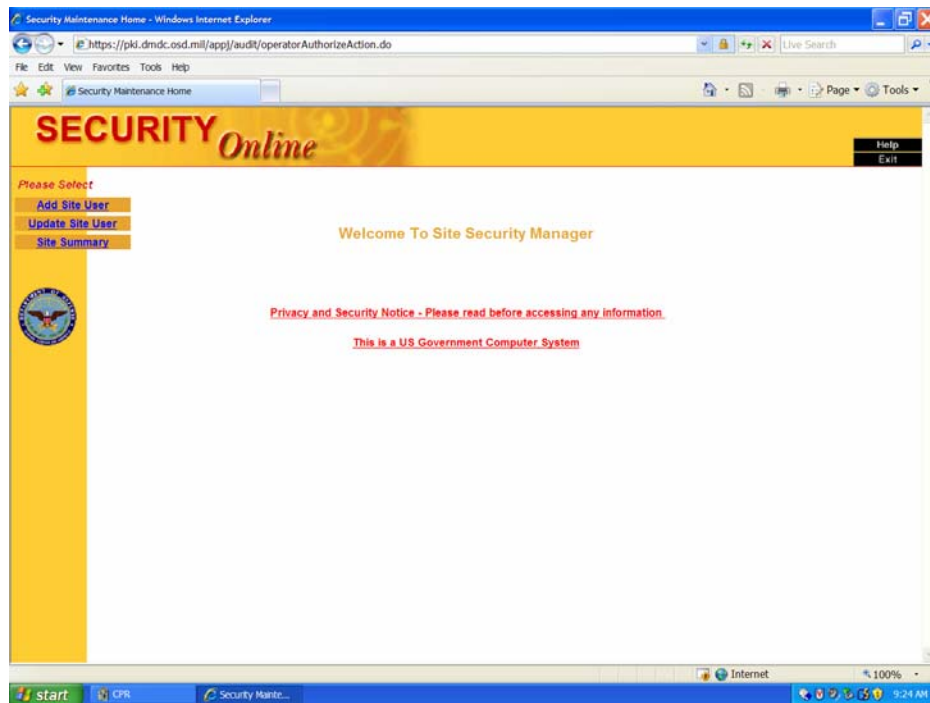 Security Maintenance Home - Windows Internet Explorer
https://pki.dmdc.osd.mil/appj/audit/operatorAuthorizeAction.do
Live Search
File Edit View Favorites Tools Help
Security Maintenance Home
Page Tools
SECURITY Online
Help
Exit
Please Select
Add Site User
Update Site User
Site Summary
Welcome To Site Security Manager
Privacy and Security Notice - Please read before accessing any information
This is a US Government Computer System
Internet
100%
start
CPR
Security Mainte...
9:24 AM